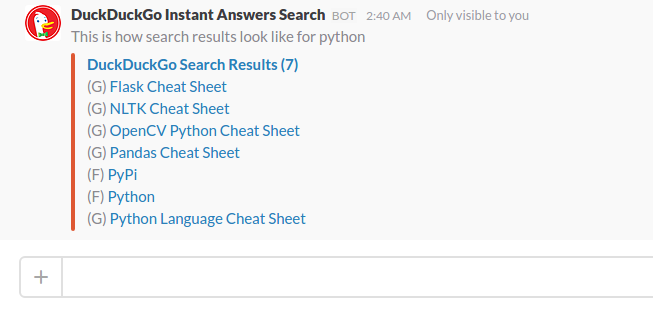 DuckDuckGo Instant Answers Search BOT 2:40 AM Only visible to you
This is how search results look like for python
DuckDuckGo Search Results (7)
(G) Flask Cheat Sheet
(G) NLTK Cheat Sheet
(G) OpenCV Python Cheat Sheet
(G) Pandas Cheat Sheet
(F) PyPi
(F) Python
(G) Python Language Cheat Sheet